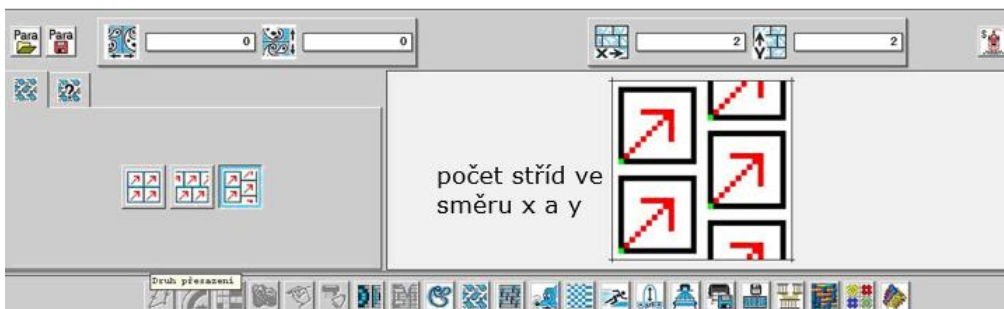 Para Para
0
0
X
2
Y
2
S
?
počet stříd ve
směru x a y
Druh přesazení